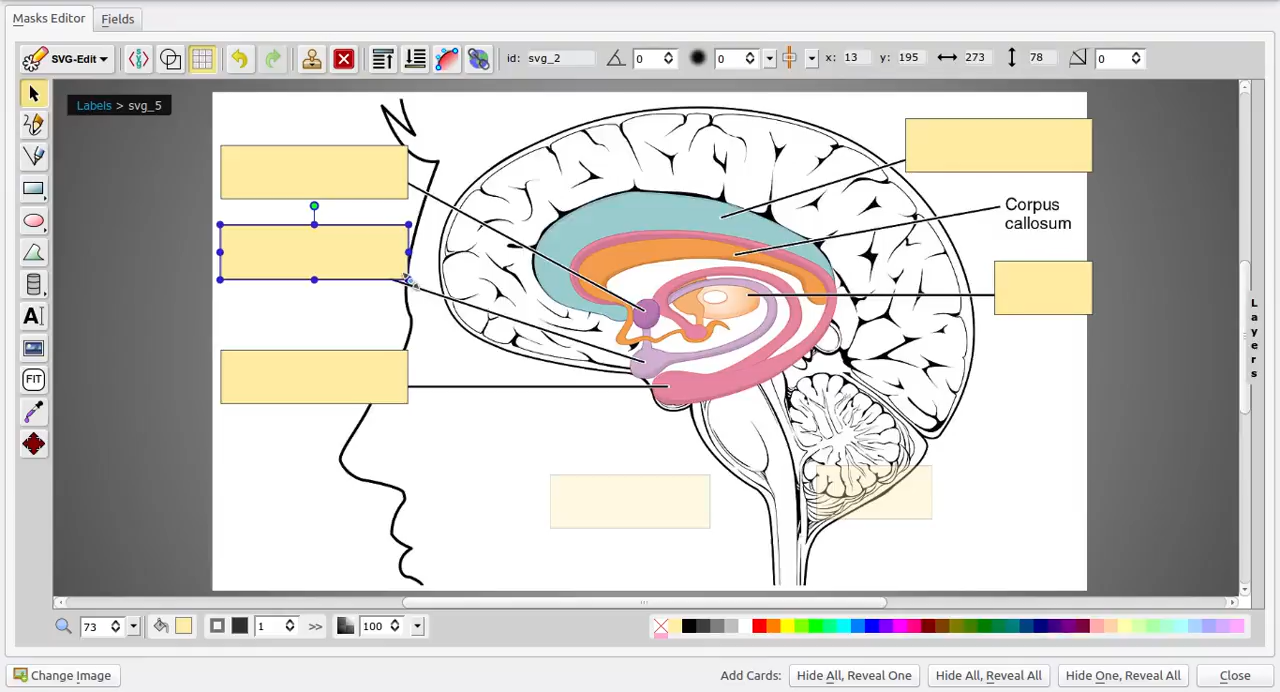 Masks Editor Fields
SVG-Edit id: svg_2 0 0 x: 13 y: 195 273 78 0
Labels > svg_5
Corpus
callosum
Layers
A
FIT
73 1 >> 100
Change Image Add Cards: Hide All, Reveal One Hide All, Reveal All Hide One, Reveal All Close